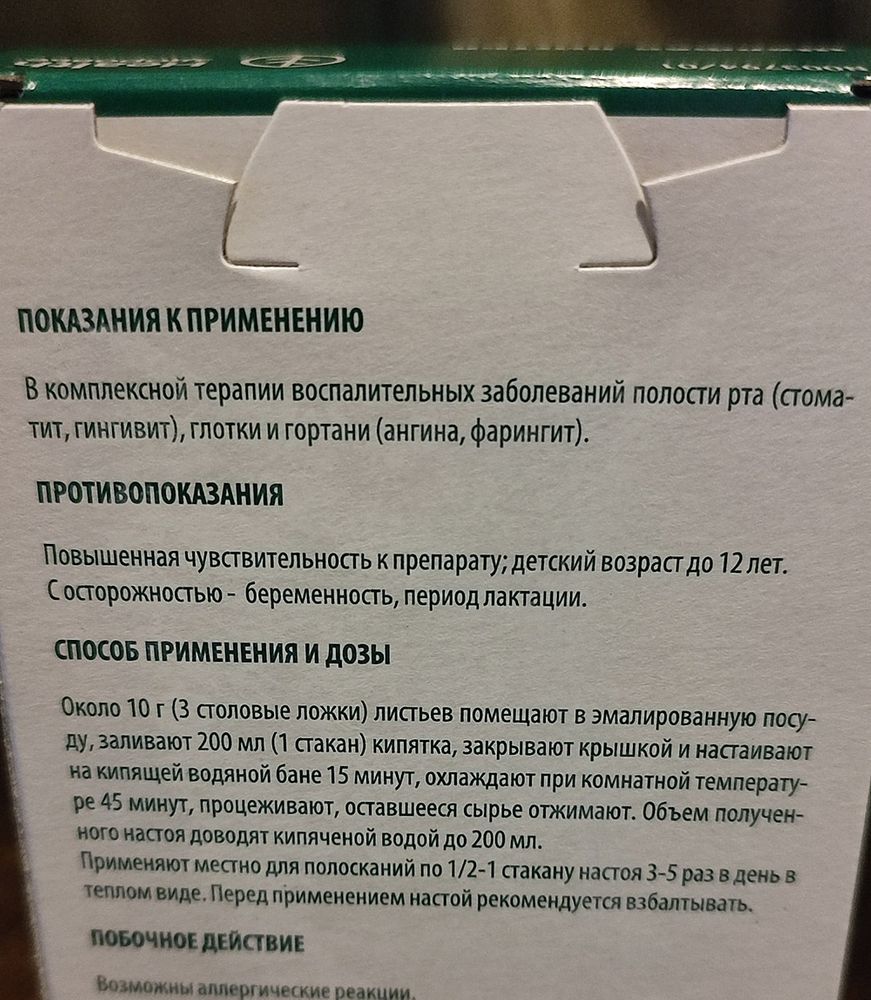 ПОКАЗАНИЯ К ПРИМЕНЕНИЮ
В комплексной терапии воспалительных заболеваний полости рта (стома-
тит, гингивит), глотки и гортани (ангина, фарингит).
ПРОТИВОПОКАЗАНИЯ
Повышенная чувствительность к препарату; детский возраст до 12 лет.
С осторожностью - беременность, период лактации.
СПОСОБ ПРИМЕНЕНИЯ И ДОЗЫ
Около 10 г (3 столовые ложки) листьев помещают в эмалированную посу-
ду, заливают 200 мл (1 стакан) кипятка, закрывают крышкой и настаивают
на кипящей водяной бане 15 минут, охлаждают при комнатной температу-
ре 45 минут, процеживают, оставшееся сырье отжимают. Объем получен-
ного настоя доводят кипяченой водой до 200 мл.
Применяют местно для полосканий по 1/2-1 стакану настоя 3-5 раз в день в
теплом виде. Перед применением настой рекомендуется взбалтывать.
ПОБОЧНОЕ ДЕЙСТВИЕ
Возможны аллергические реакции.